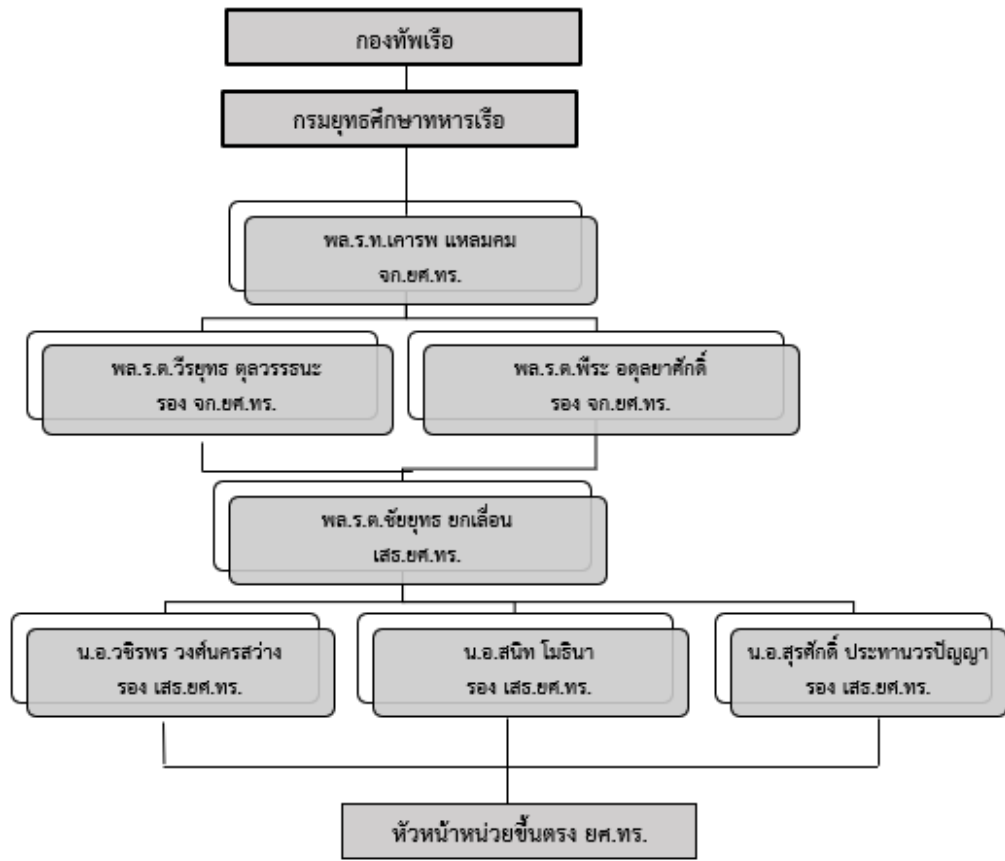 กองทัพเรือ
กรมยุทธศึกษาทหารเรือ
พล.ร.ท.เคารพ แหลมคม
จก.ยศ.ทร.
พล.ร.ต.วีรยุทธ ตุลวรรธนะ
รอง จก.ยศ.ทร.
พล.ร.ต.พีระ อดุลยาศักดิ์
รอง จก.ยศ.ทร.
พล.ร.ต.ชัยยุทธ ยกเลื่อน
เสธ.ยศ.ทร.
น.อ.วชิรพร วงศ์นครสว่าง
รอง เสธ.ยศ.ทร.
น.อ.สนิท โมธินา
รอง เสธ.ยศ.ทร.
น.อ.สุรศักดิ์ ประทานวรปัญญา
รอง เสธ.ยศ.ทร.
หัวหน้าหน่วยขึ้นตรง ยศ.ทร.